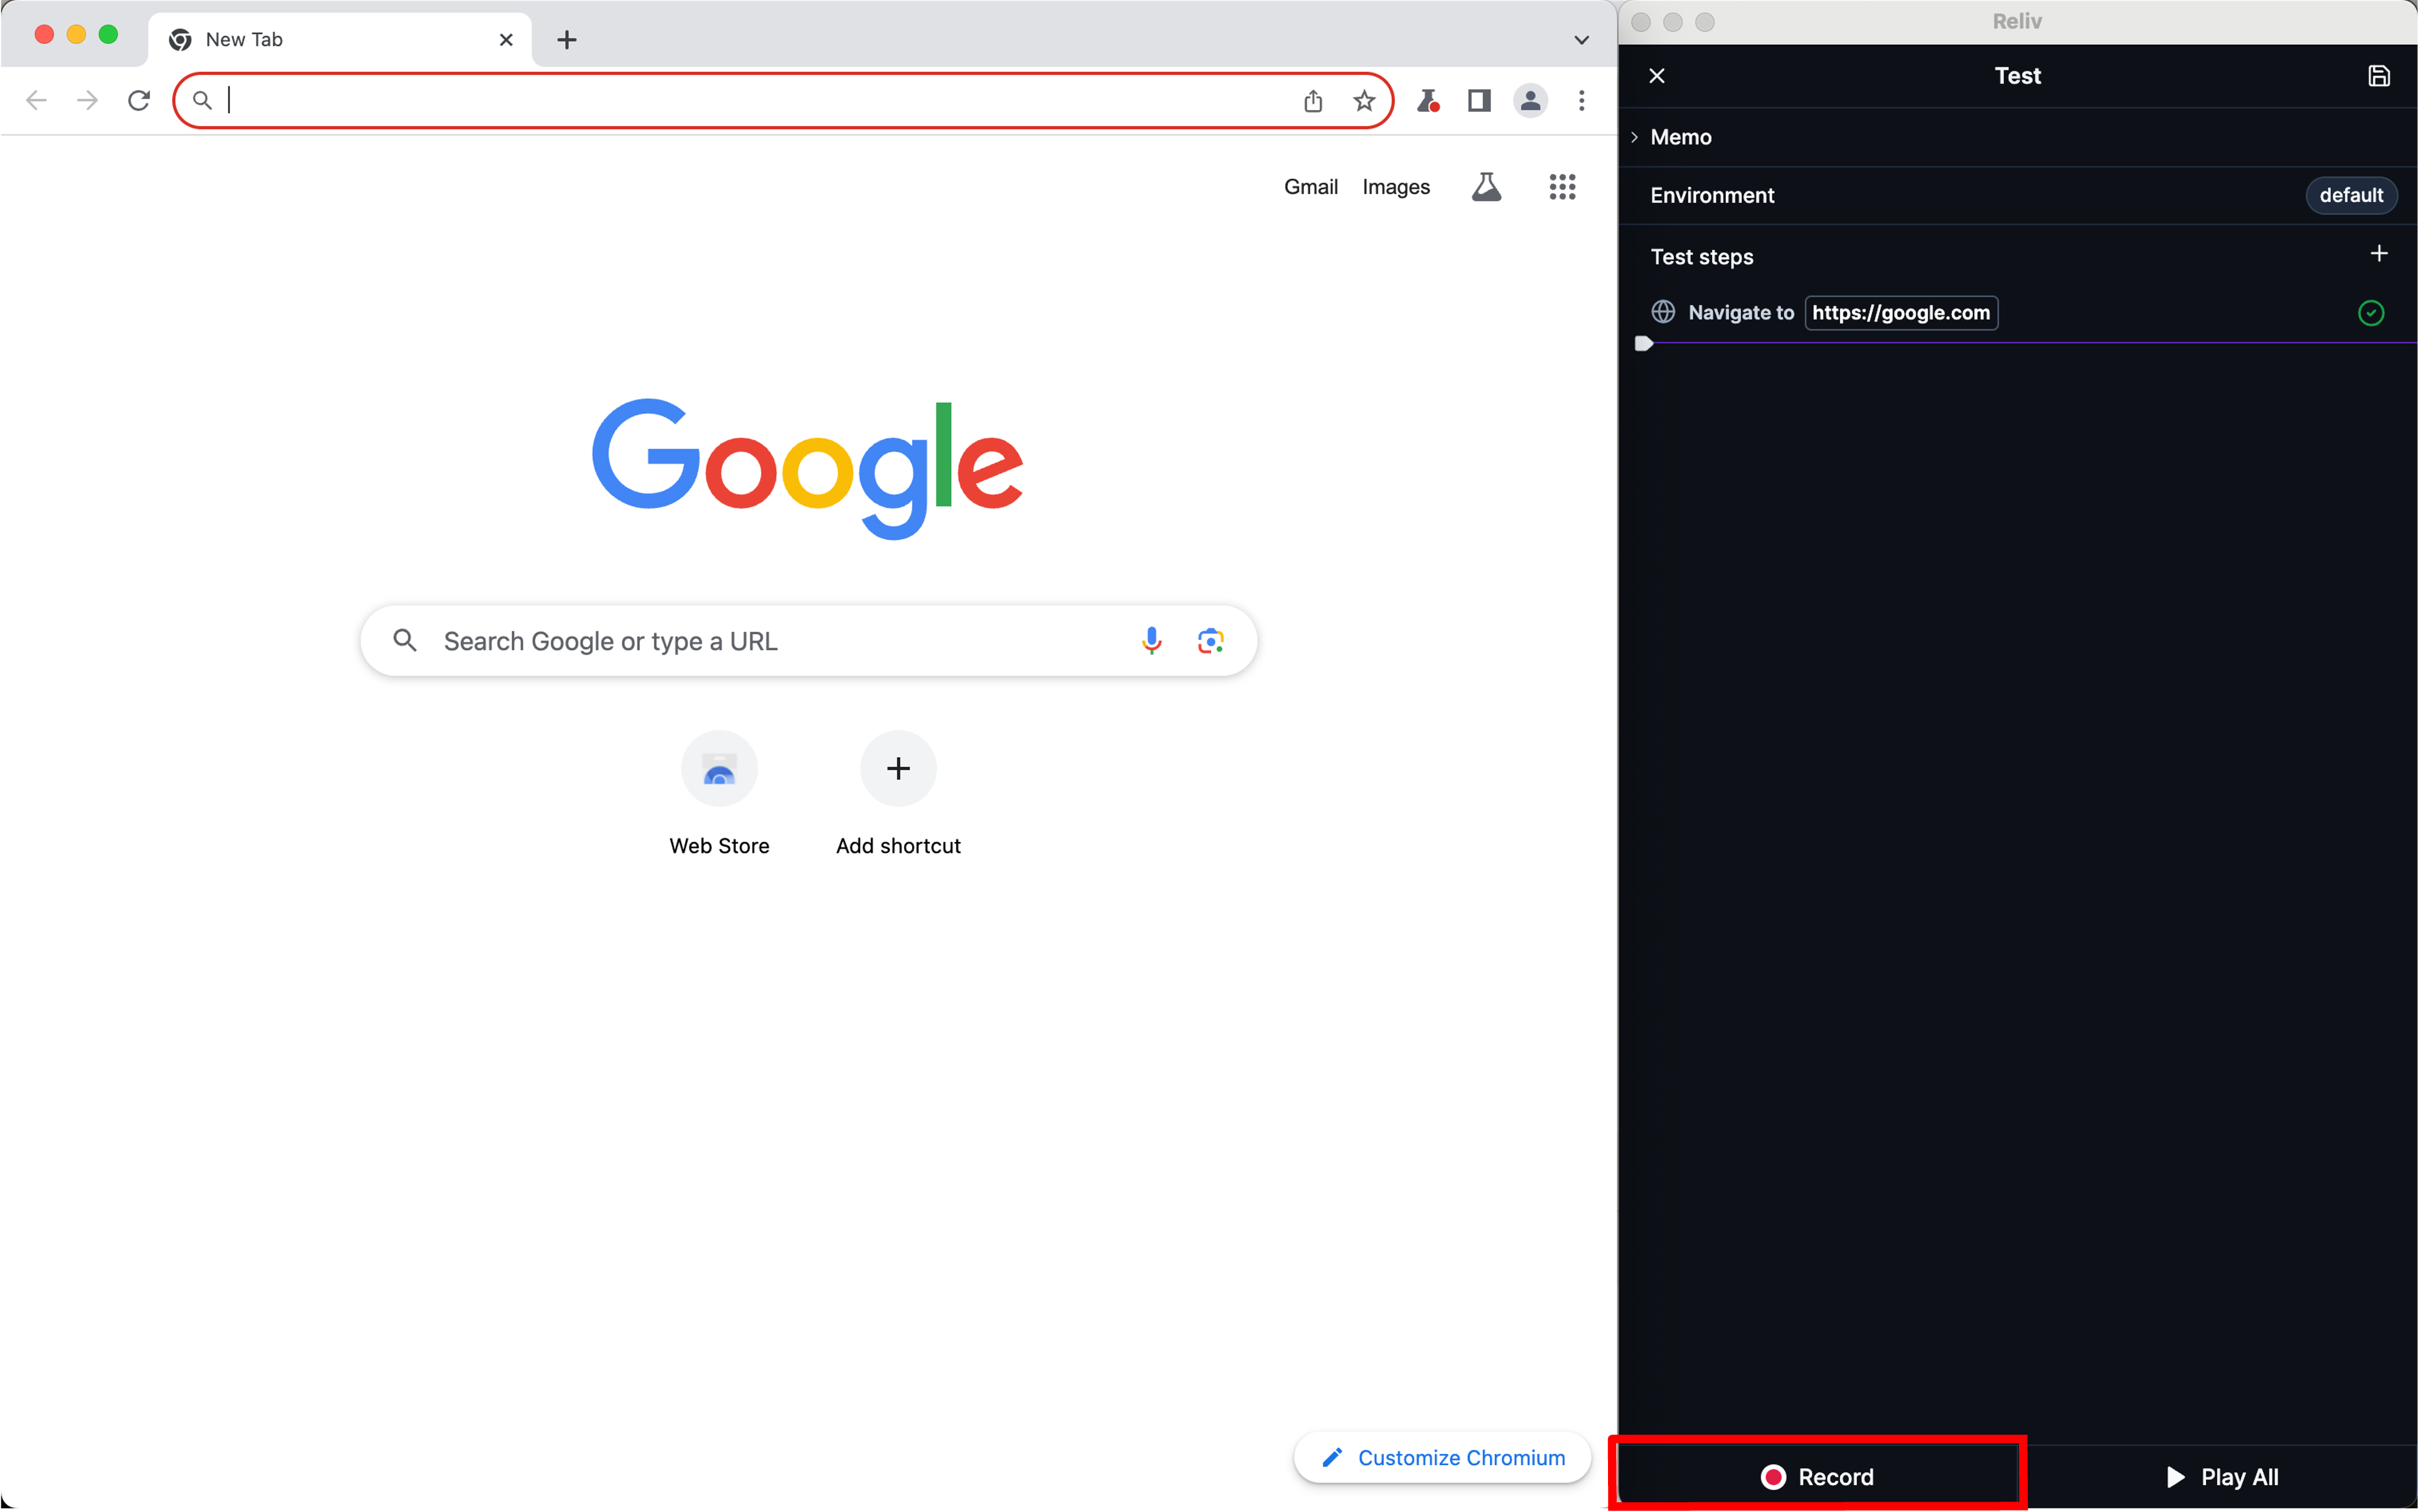 New Tab
Gmail Images
Google
Search Google or type a URL
Web Store
Add shortcut
Customize Chromium
Reliv
Test
Memo
Environment
default
Test steps
Navigate to https://google.com
Record
Play All